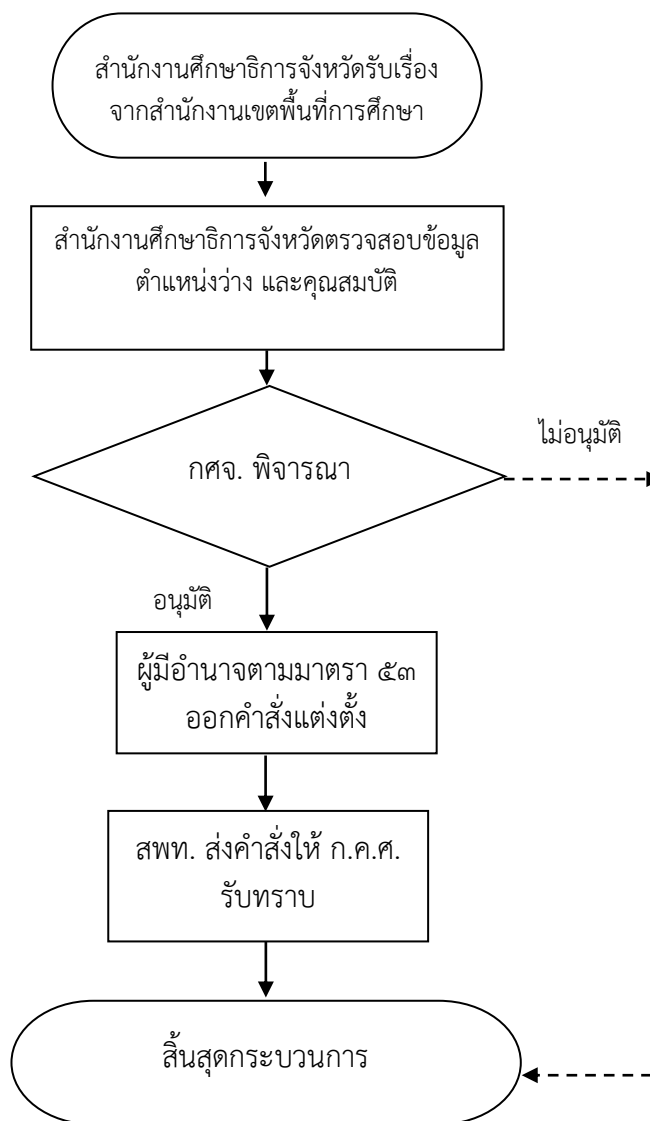 สำนักงานศึกษาธิการจังหวัดรับเรื่อง
จากสำนักงานเขตพื้นที่การศึกษา
สำนักงานศึกษาธิการจังหวัดตรวจสอบข้อมูล
ตำแหน่งว่าง และคุณสมบัติ
ไม่อนุมัติ
กศจ. พิจารณา
อนุมัติ
ผู้มีอำนาจตามมาตรา ๕๓
ออกคำสั่งแต่งตั้ง
สพท. ส่งคำสั่งให้ ก.ค.ศ.
รับทราบ
สิ้นสุดกระบวนการ